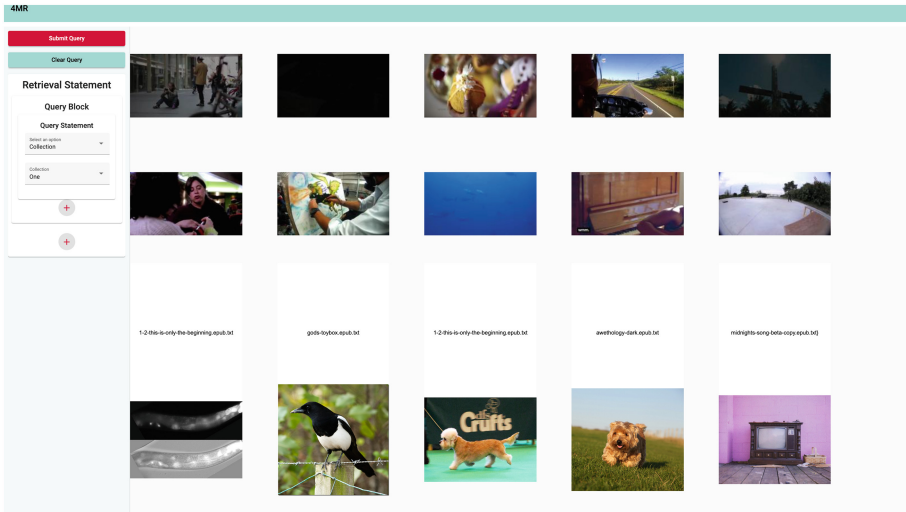 4MR
Submit Query
Clear Query
Retrieval Statement
Query Block
Query Statement
Select an option
Collection
Collection
One
+
+
1-2-this-is-only-the-beginning.epub.txt
gods-toybox.epub.txt
1-2-this-is-only-the-beginning.epub.txt
awethology-dark.epub.txt
midnights-song-beta-copy.epub.txt}
Crufts